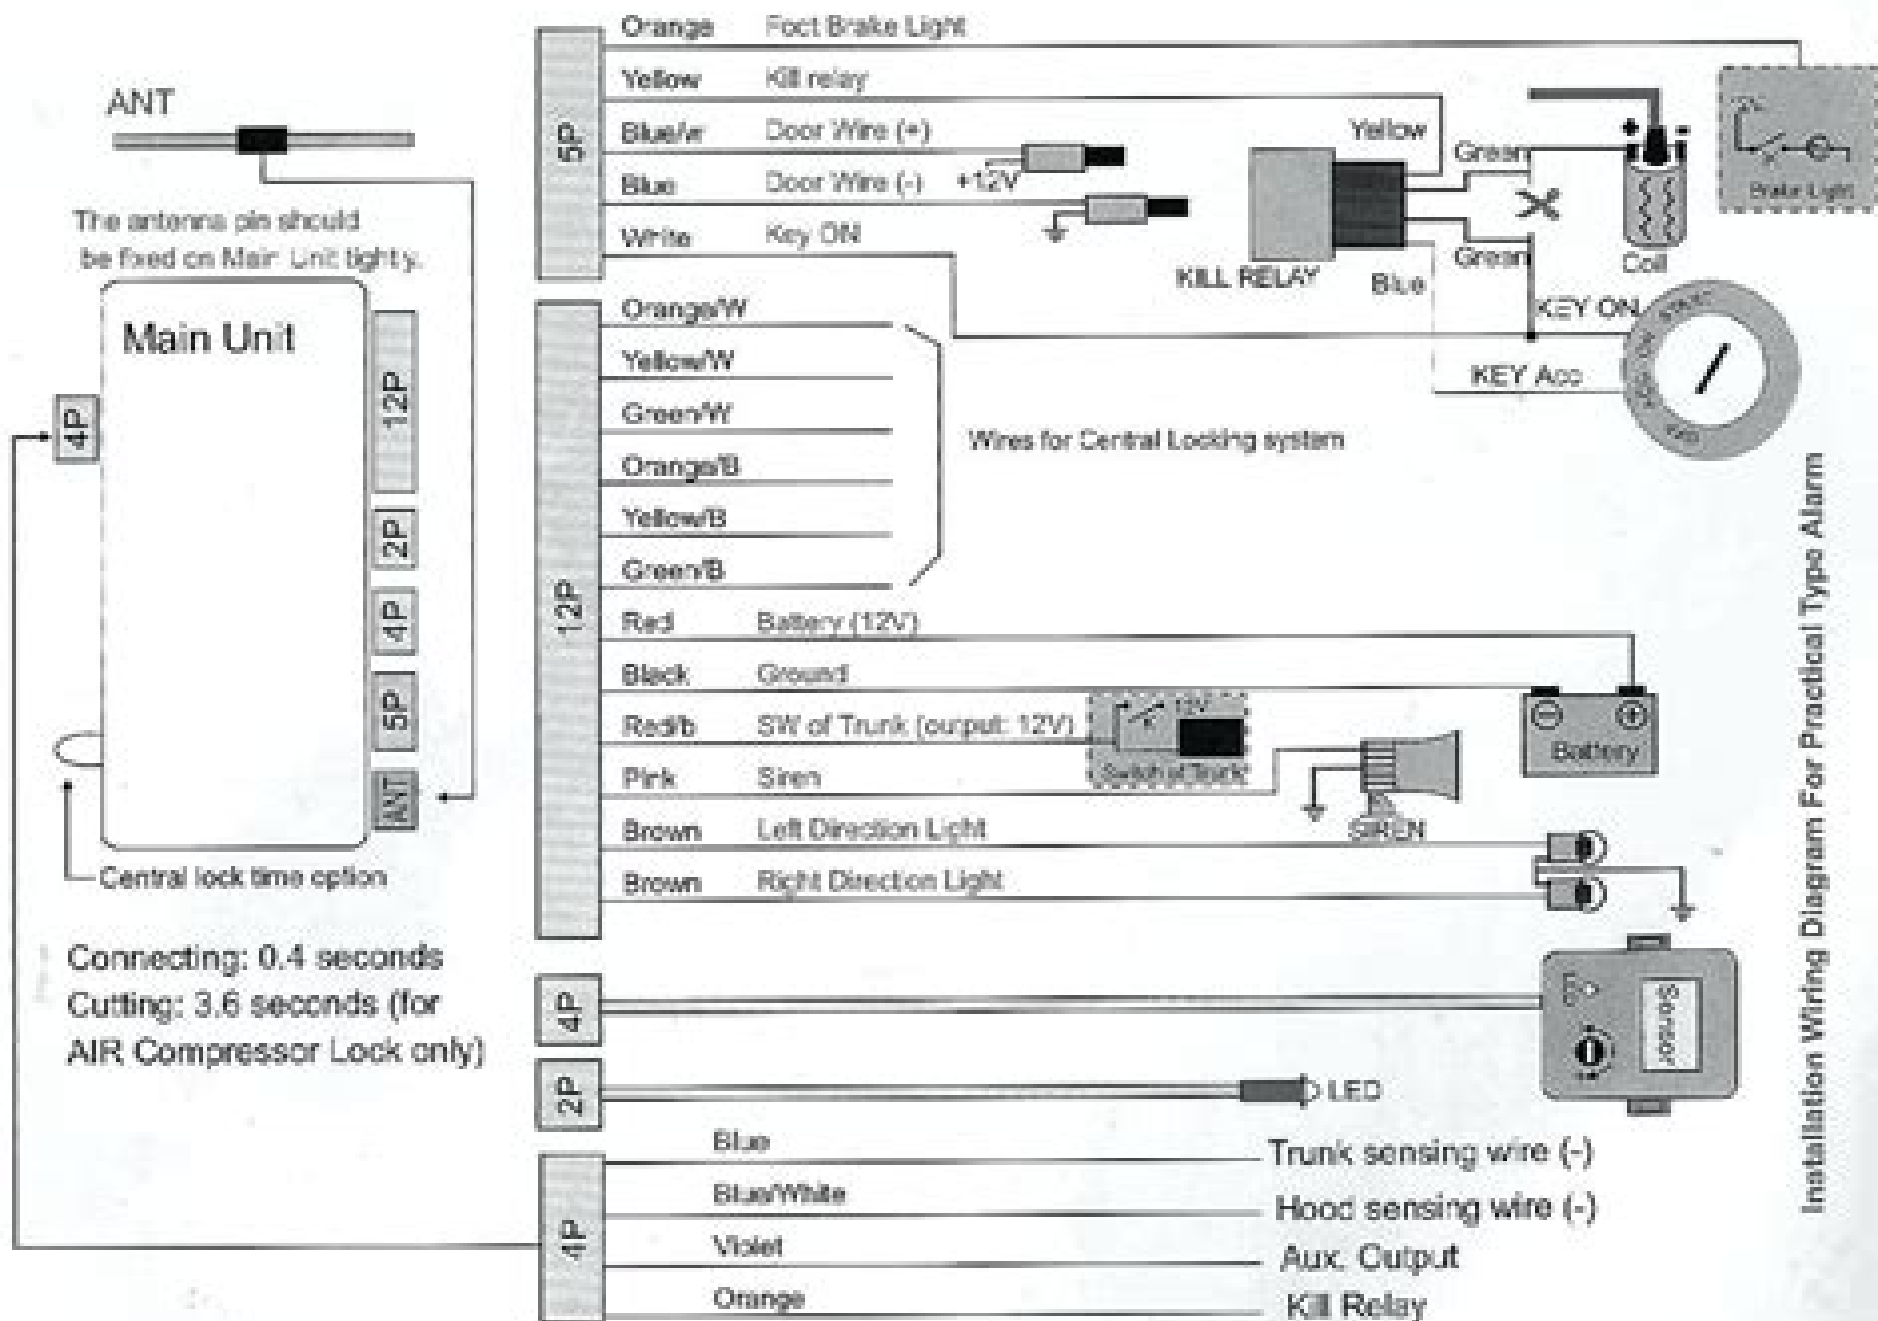 ANT
The antenna pin should
be fixed on Main Unit tightly.
Main Unit
4P
12P
2P
4P
5P
ANT
Central lock time option
Connecting: 0.4 seconds
Cutting: 3.6 seconds (for
AIR Compressor Lock only)
5P
Orange Foct Brake Light
Yellow Kill relay
Blue/w Door Wire (+)
+12V
Blue Door Wire (-)
White Key ON
KILL RELAY
Yellow
Green
Green
Blue
+ -
Coil
Brake Light
KEY ON
KEY Acc
START
ON
12P
Orange/W
Yellow/W
Green/W
Orange/B
Yellow/B
Green/B
Wires for Central Locking system
Red Battery (12V)
Black Ground
Red/b SW of Trunk (output: 12V)
12V
Switch of Trunk
Pink Siren
SIREN
Battery
Brown Left Direction Light
Brown Right Direction Light
4P
Sensor
2P
LED
4P
Blue Trunk sensing wire (-)
Blue/White Hood sensing wire (-)
Violet Aux. Output
Orange Kill Relay
Installation Wiring Diagram For Practical Type Alarm